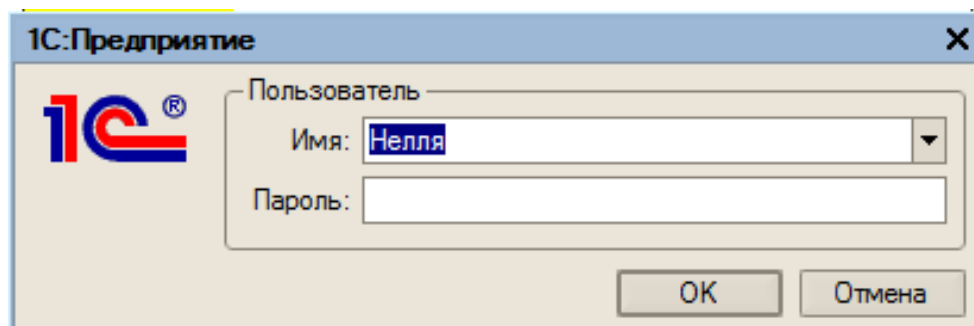 1С:Предприятие
1С ®
Пользователь
Имя: Нелля
Пароль:
OK Отмена